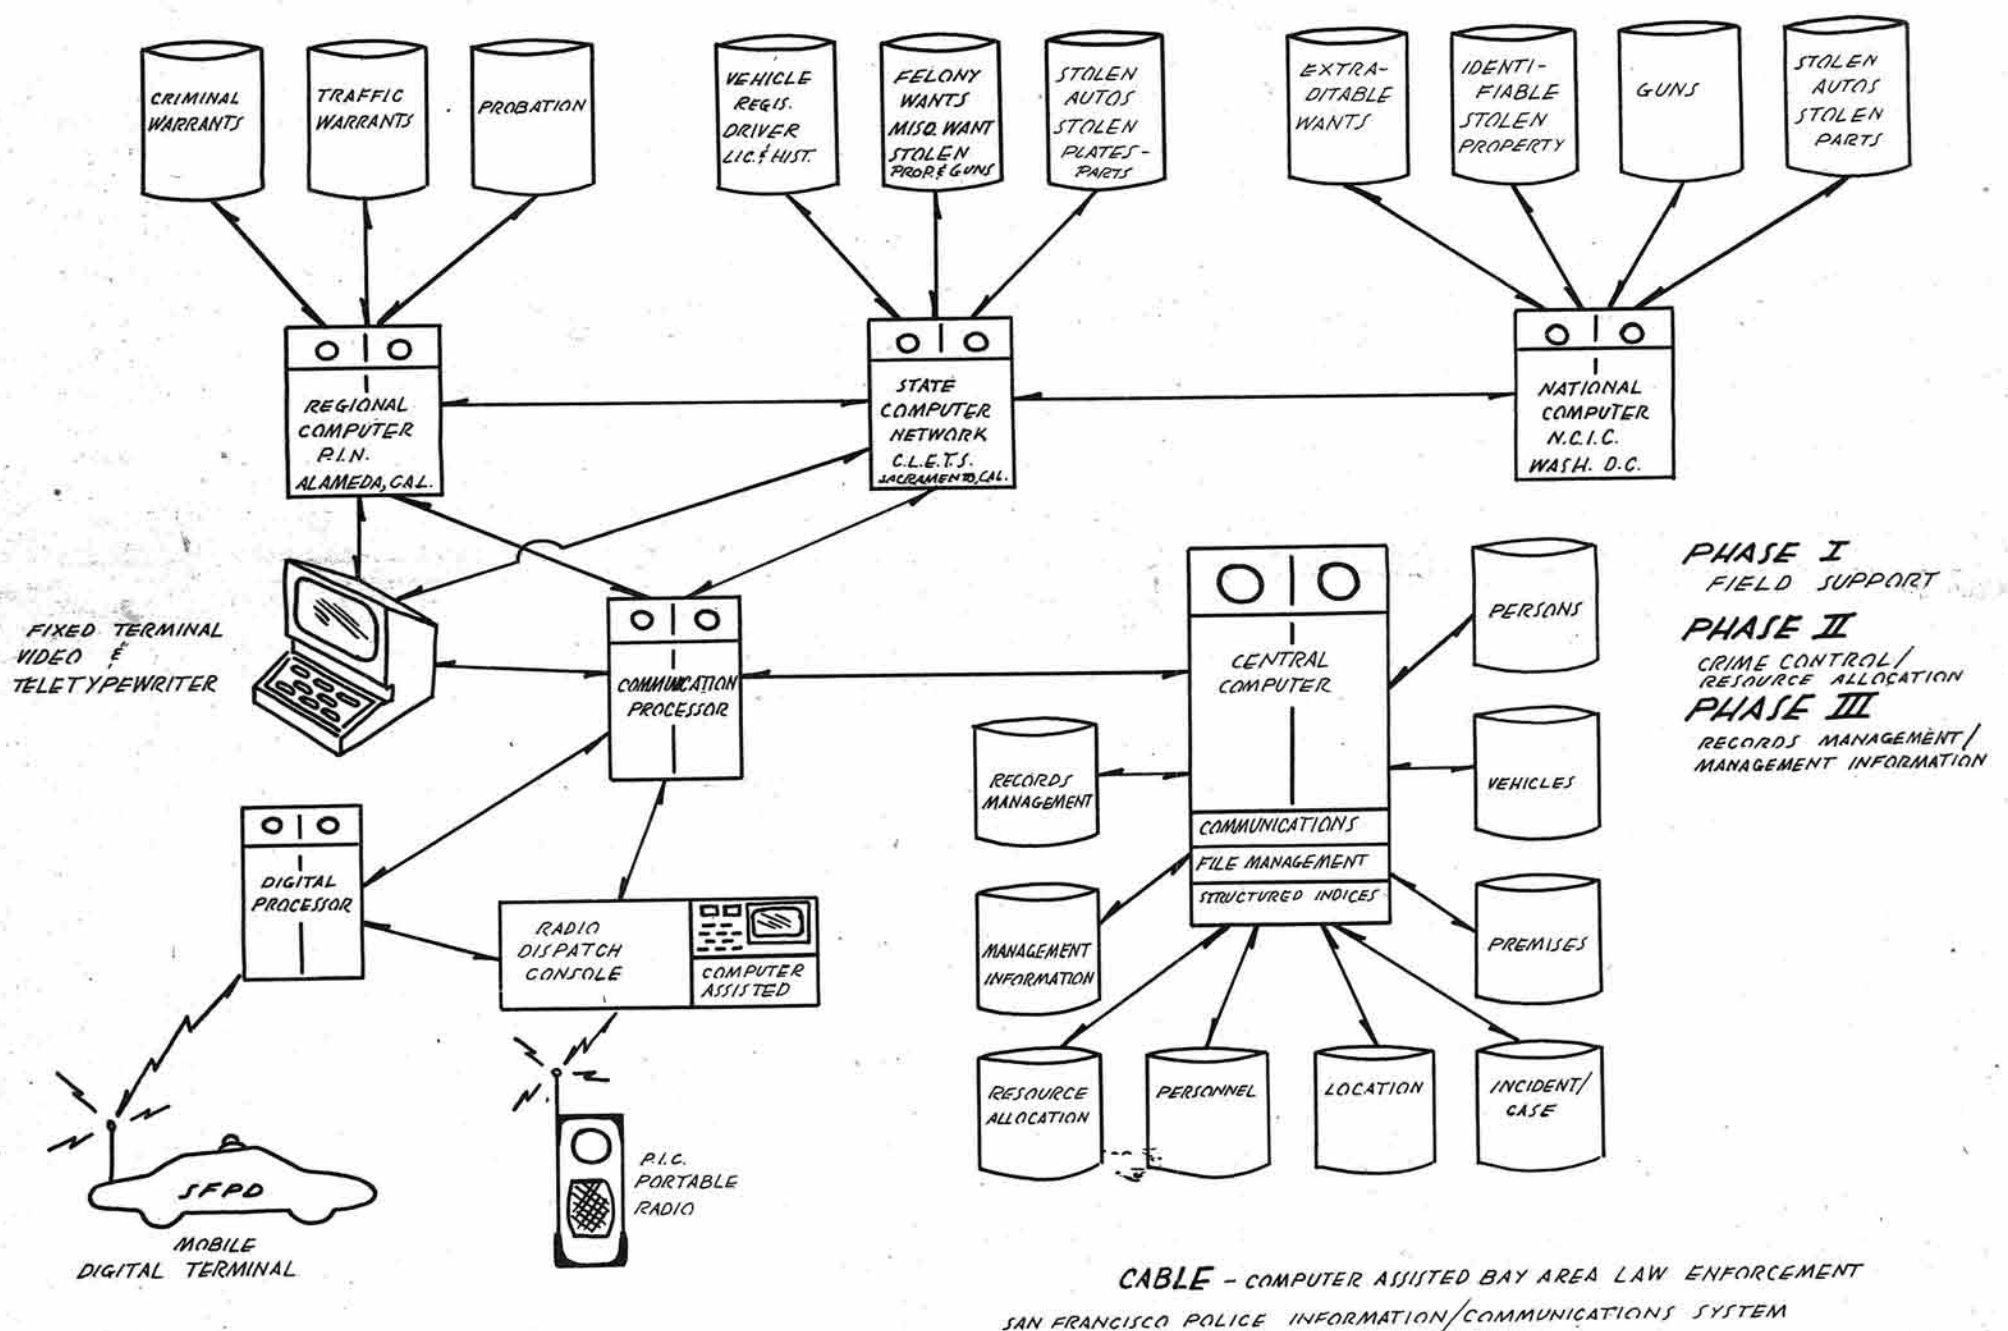 CRIMINAL
WARRANTS
TRAFFIC
WARRANTS
PROBATION
VEHICLE
REGIS.
DRIVER
LIC. & HIST.
FELONY
WANTS
MISD. WANT
STOLEN
PROP. & GUNS
STOLEN
AUTOS
STOLEN
PLATES-
PARTS
EXTRA-
DITABLE
WANTS
IDENTI-
FIABLE
STOLEN
PROPERTY
GUNS
STOLEN
AUTOS
STOLEN
PARTS
REGIONAL
COMPUTER
P.I.N.
ALAMEDA, CAL.
STATE
COMPUTER
NETWORK
C.L.E.T.S.
SACRAMENTO, CAL.
NATIONAL
COMPUTER
N.C.I.C.
WASH. D.C.
FIXED TERMINAL
VIDEO &
TELETYPEWRITER
COMMUNICATION
PROCESSOR
CENTRAL
COMPUTER
COMMUNICATIONS
FILE MANAGEMENT
STRUCTURED INDICES
PERSONS
VEHICLES
PREMISES
RECORDS
MANAGEMENT
MANAGEMENT
INFORMATION
RESOURCE
ALLOCATION
PERSONNEL
LOCATION
INCIDENT/
CASE
PHASE I
FIELD SUPPORT
PHASE II
CRIME CONTROL/
RESOURCE ALLOCATION
PHASE III
RECORDS MANAGEMENT/
MANAGEMENT INFORMATION
DIGITAL
PROCESSOR
RADIO
DISPATCH
CONSOLE
COMPUTER
ASSISTED
SFPD
MOBILE
DIGITAL TERMINAL
P.I.C.
PORTABLE
RADIO
CABLE - COMPUTER ASSISTED BAY AREA LAW ENFORCEMENT
SAN FRANCISCO POLICE INFORMATION/COMMUNICATIONS SYSTEM